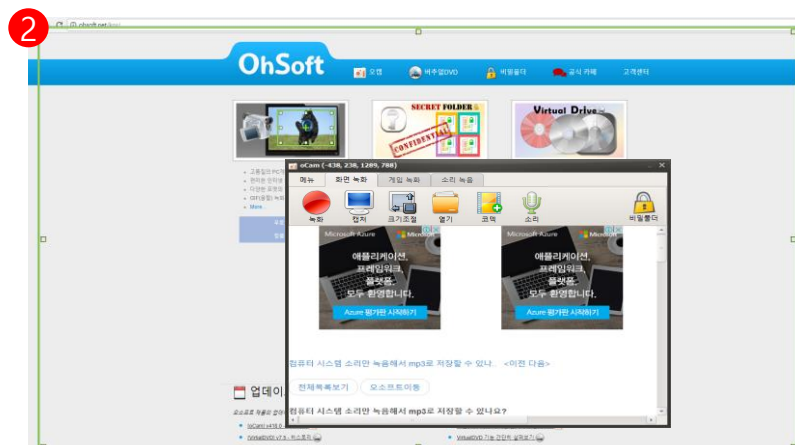 2
ohsoft.net
OhSoft
오캠
버추얼DVD
비밀폴더
공식 카페
고객센터
SECRET FOLDER
CONFIDENTIAL
Virtual Drive
More
oCam (-438, 238, 1289, 788)
메뉴
화면 녹화
게임 녹화
소리 녹음
녹화
캡처
크기조절
열기
코덱
소리
비밀폴더
Microsoft Azure
Microsoft
Microsoft
애플리케이션,
프레임워크,
플랫폼,
모두 환영합니다.
Azure 평가판 시작하기
애플리케이션,
프레임워크,
플랫폼,
모두 환영합니다.
Azure 평가판 시작하기
컴퓨터 시스템 소리만 녹음해서 mp3로 저장할 수 있나.. <이전 다음>
전체목록보기
오소프트이동
업데이
컴퓨터 시스템 소리만 녹음해서 mp3로 저장할 수 있나요?